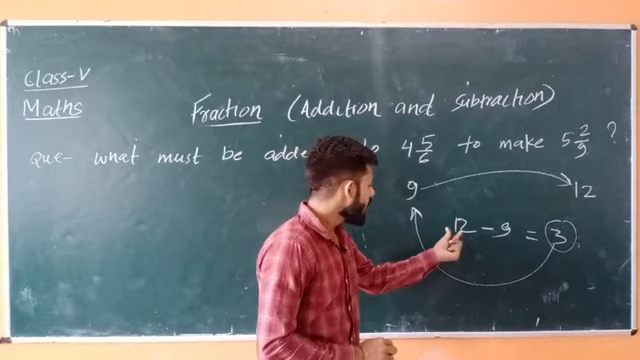 Class-V
Maths
Fraction (Addition and Subtraction)
Que- what must be adde to 4 5/6 to make 5 2/9 ?
9 12
12 - 9 = 3